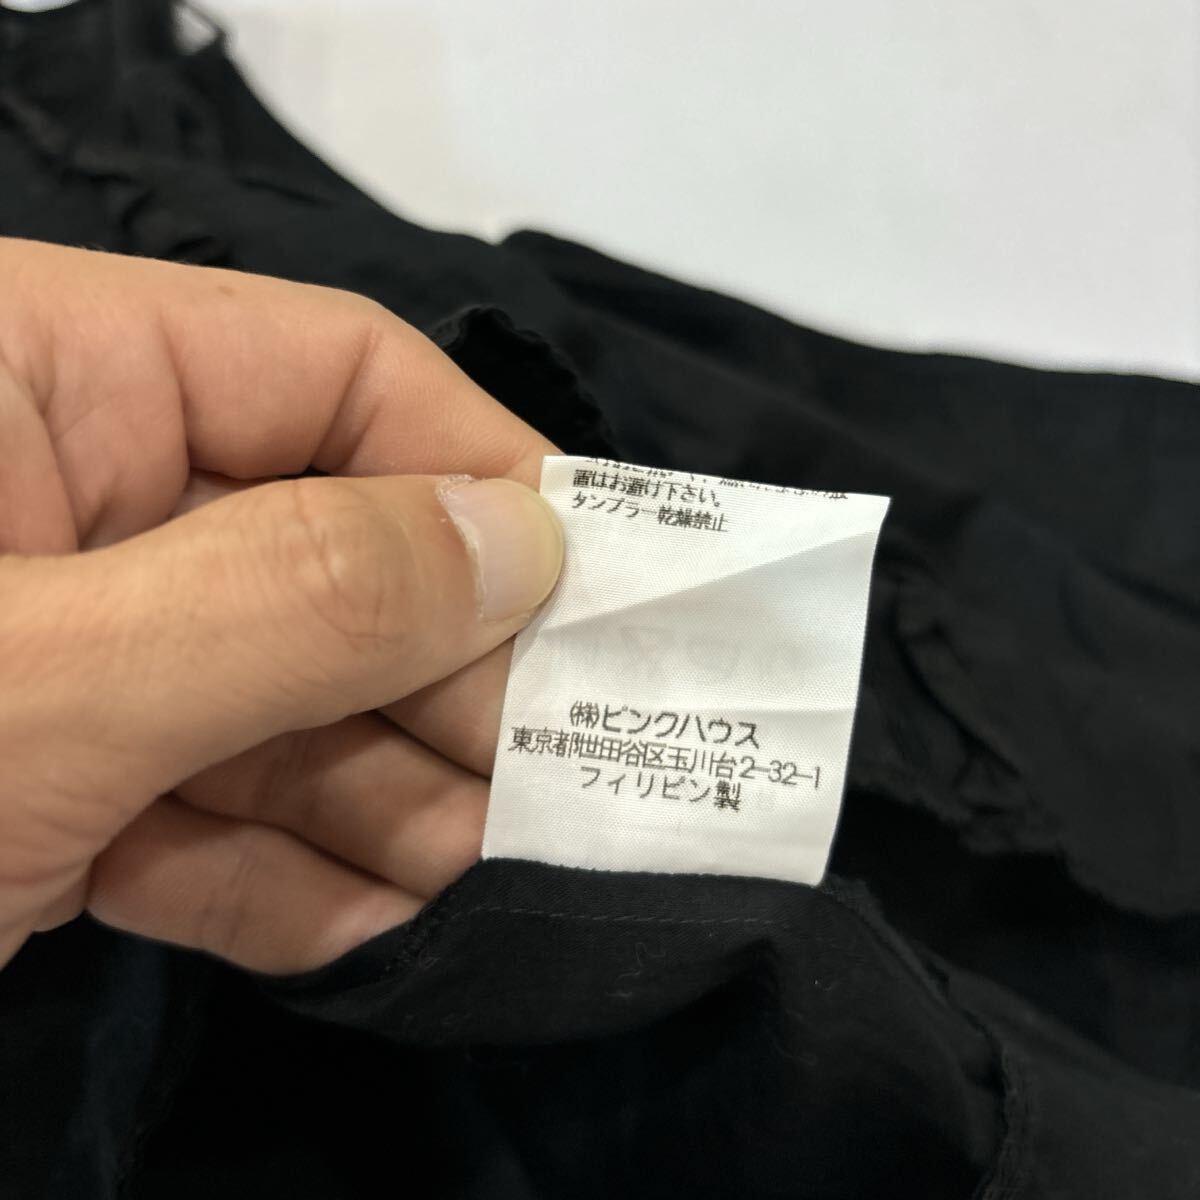 置はお避け下さい。
タンブラー乾燥禁止
(株)ピンクハウス
東京都世田谷区玉川台2-32-1
フィリピン製